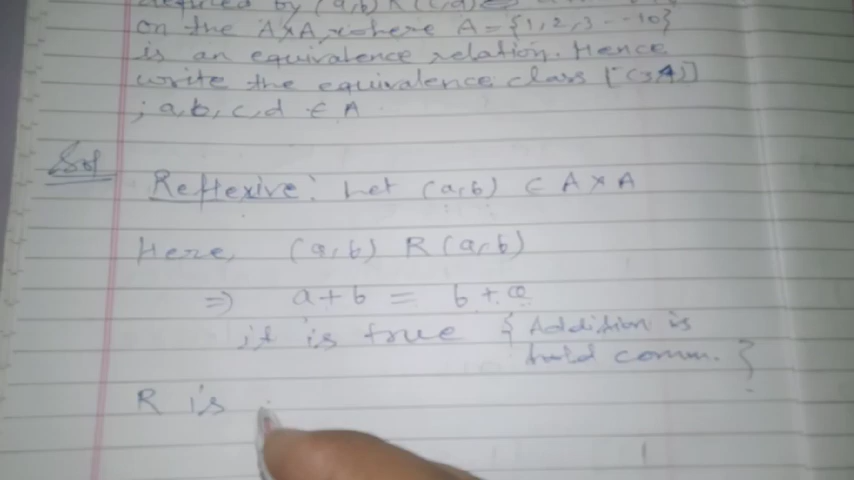 by (a,b) R (c,d)
on the A×A, where A = {1, 2, 3 --- 10}
is an equivalence relation. Hence
write the equivalence class [(3,4)]
; a, b, c, d ∈ A
Sol
Reflexive: Let (a,b) ∈ A × A
Here, (a,b) R (a,b)
⇒ a+b = b+a
it is true { Addition is
hold comm. }
R is